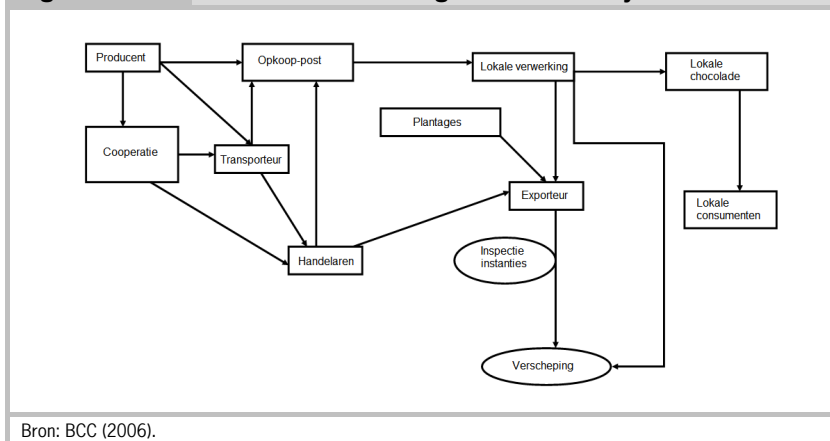 Producent
Opkoop-post
Lokale verwerking
Lokale
chocolade
Plantages
Cooperatie
Transporteur
Exporteur
Lokale
consumenten
Handelaren
Inspectie
instanties
Verscheping
Bron: BCC (2006).